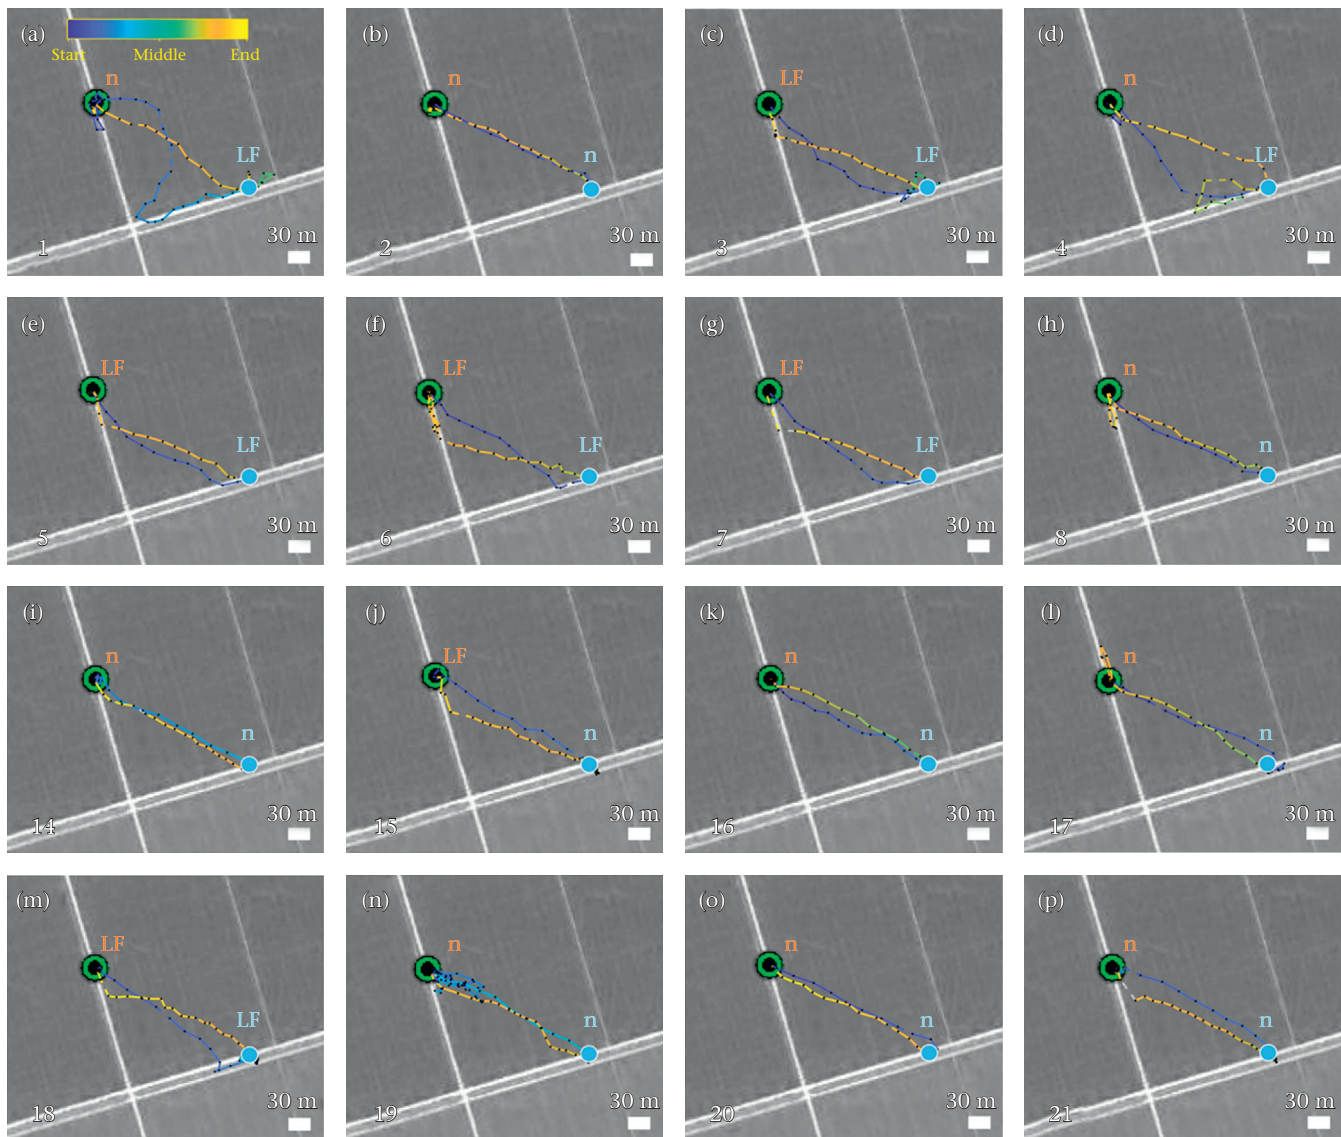 (a)
Start Middle End
n
LF
30 m
1
(b)
n
n
30 m
2
(c)
LF
LF
30 m
3
(d)
n
LF
30 m
4
(e)
LF
LF
30 m
5
(f)
LF
LF
30 m
6
(g)
LF
LF
30 m
7
(h)
n
n
30 m
8
(i)
n
n
30 m
14
(j)
LF
n
30 m
15
(k)
n
n
30 m
16
(l)
n
n
30 m
17
(m)
LF
LF
30 m
18
(n)
n
n
30 m
19
(o)
n
n
30 m
20
(p)
n
n
30 m
21